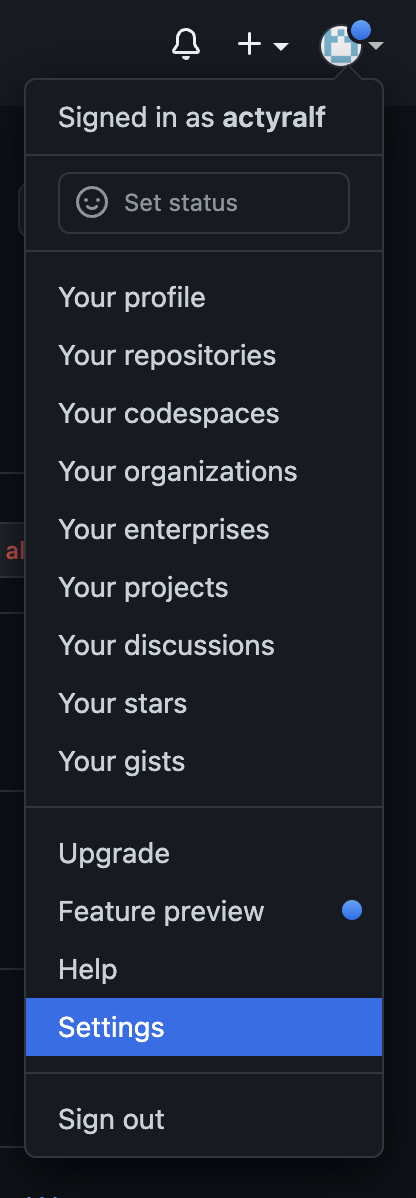 Signed in as actyralf
Set status
Your profile
Your repositories
Your codespaces
Your organizations
Your enterprises
al
Your projects
Your discussions
Your stars
Your gists
Upgrade
Feature preview
Help
Settings
Sign out